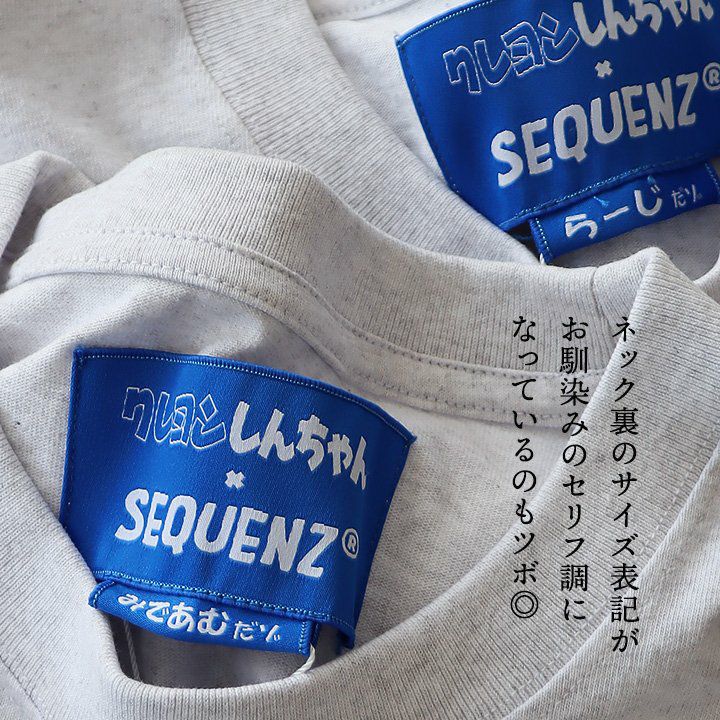 クレヨンしんちゃん
×
SEQUENZ®
らーじだゾ
クレヨンしんちゃん
×
SEQUENZ®
みであむだゾ
ネック裏のサイズ表記が
お馴染みのセリフ調に
なっているのもツボ◎